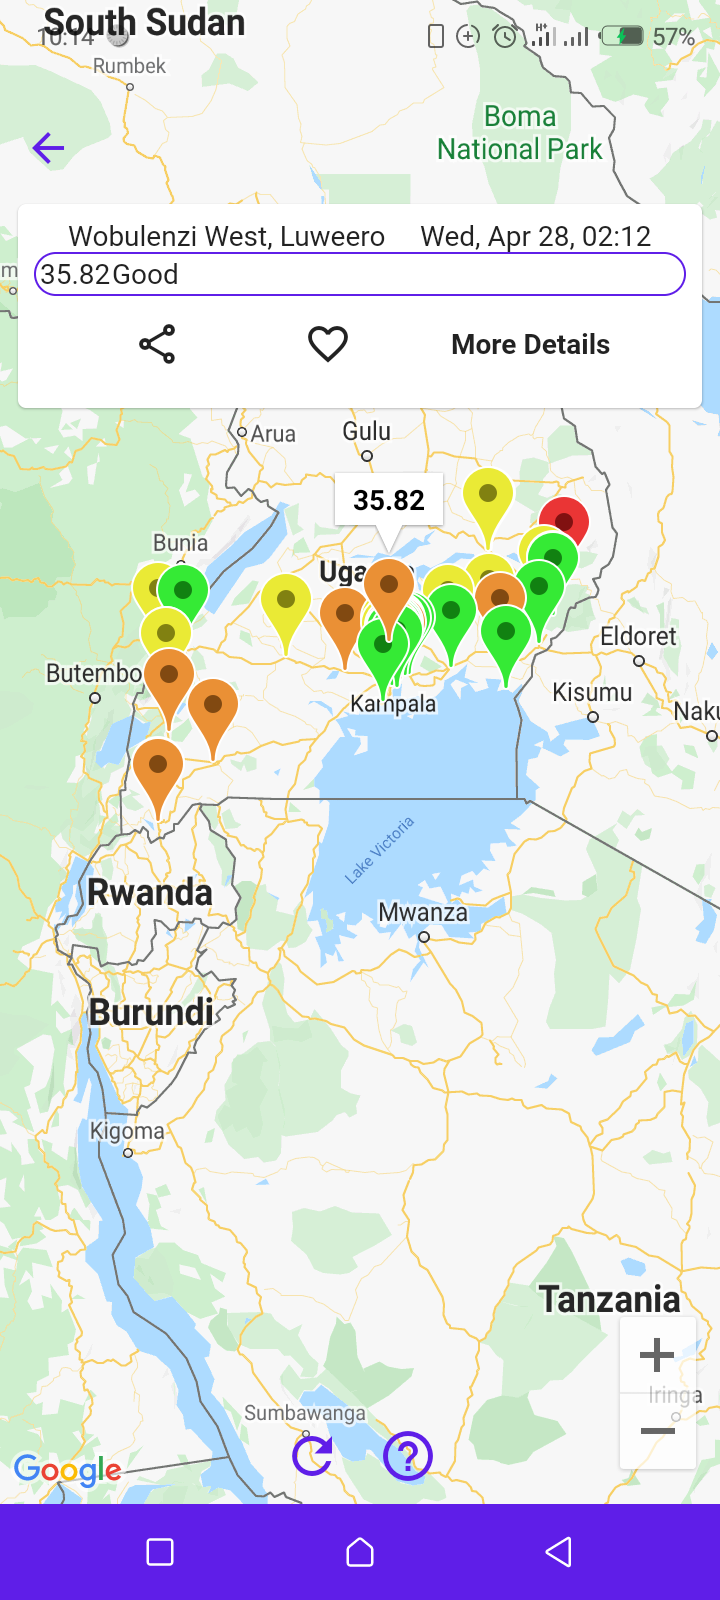 South Sudan
10:14
H+
57%
Rumbek
Boma
National Park
Wobulenzi West, Luweero Wed, Apr 28, 02:12
35.82Good
More Details
Arua
Gulu
35.82
Bunia
Uga
Eldoret
Butembo
Kisumu
Kampala
Naku
Lake Victoria
Rwanda
Mwanza
Burundi
Kigoma
Tanzania
Iringa
Sumbawanga
Google